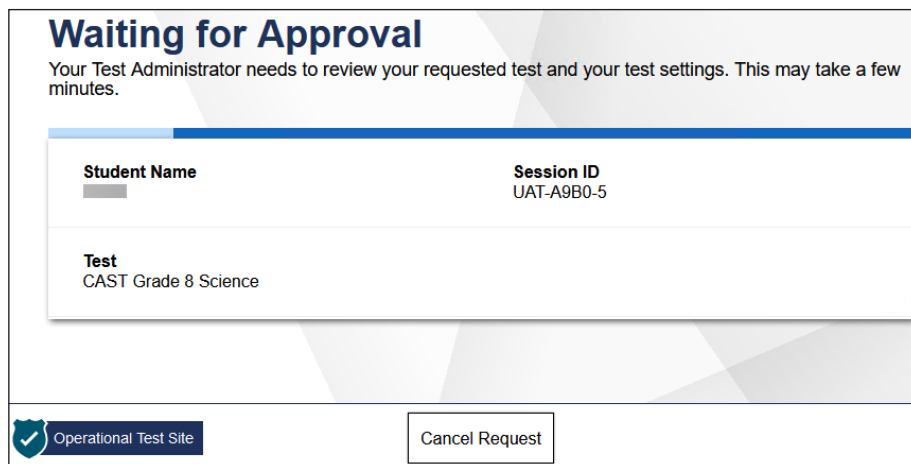 Waiting for Approval
Your Test Administrator needs to review your requested test and your test settings. This may take a few
minutes.
Student Name
Session ID
UAT-A9B0-5
Test
CAST Grade 8 Science
Operational Test Site
Cancel Request